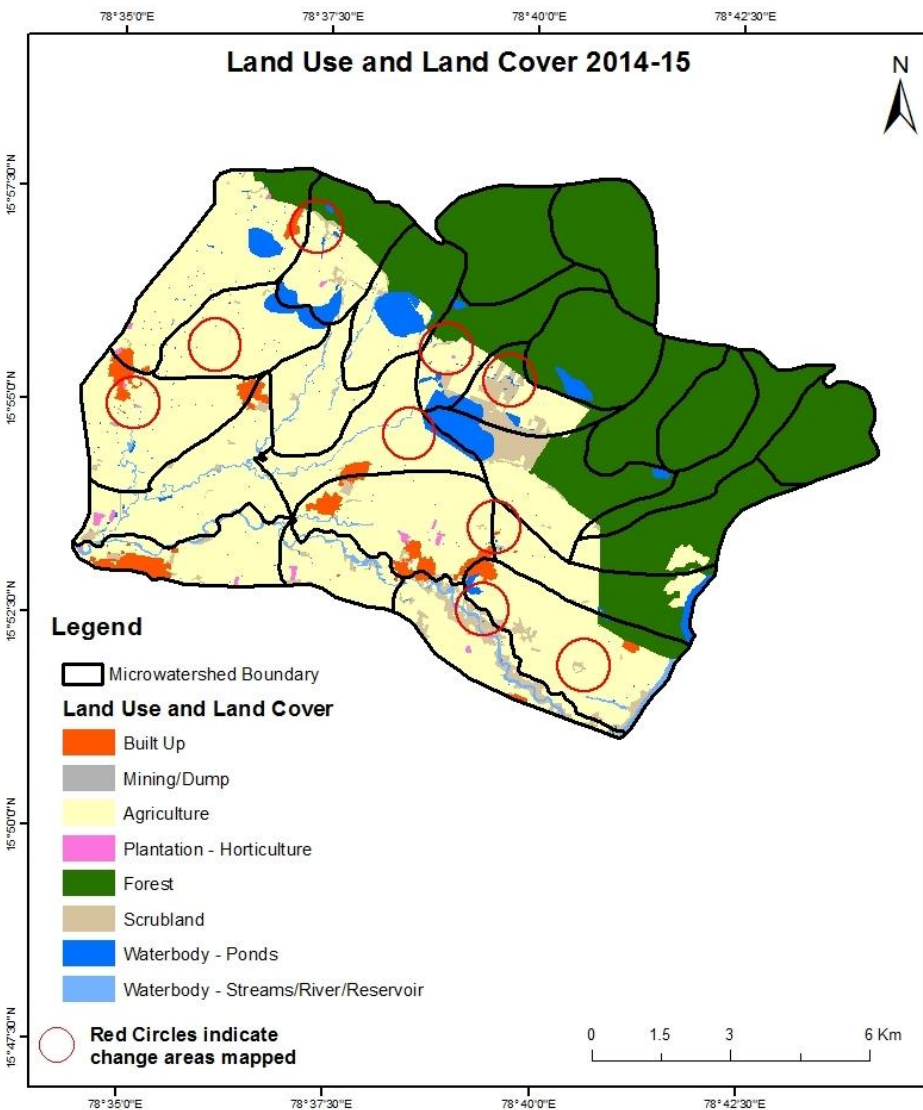 78°35'0"E 78°37'30"E 78°40'0"E 78°42'30"E
Land Use and Land Cover 2014-15
N
15°57'30"N
15°55'0"N
15°52'30"N
Legend
Microwatershed Boundary
Land Use and Land Cover
Built Up
Mining/Dump
Agriculture
15°50'0"N
Plantation - Horticulture
Forest
Scrubland
Waterbody - Ponds
Waterbody - Streams/River/Reservoir
15°47'30"N
Red Circles indicate
change areas mapped
0 1.5 3 6 Km
78°35'0"E 78°37'30"E 78°40'0"E 78°42'30"E